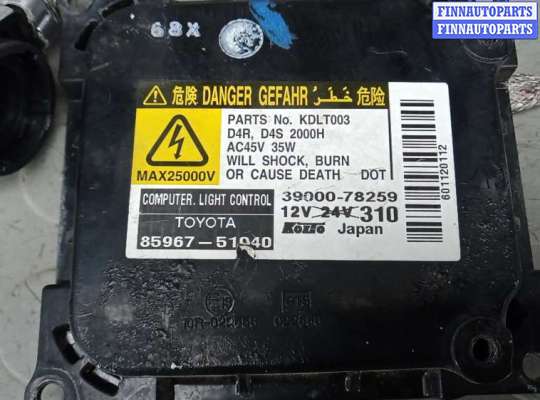 FINNAUTOPARTS
FINNAUTOPARTS
FINNAUTOPARTS
68X
危険 DANGER GEFAHR خَطَرُ 危险
PARTS No. KDLT003
D4R, D4S 2000H
AC45V 35W
WILL SHOCK, BURN
OR CAUSE DEATH DOT
MAX25000V
COMPUTER. LIGHT CONTROL
TOYOTA
85967-51040
39000-78259
12V 24V 310
KOITO Japan
601120112